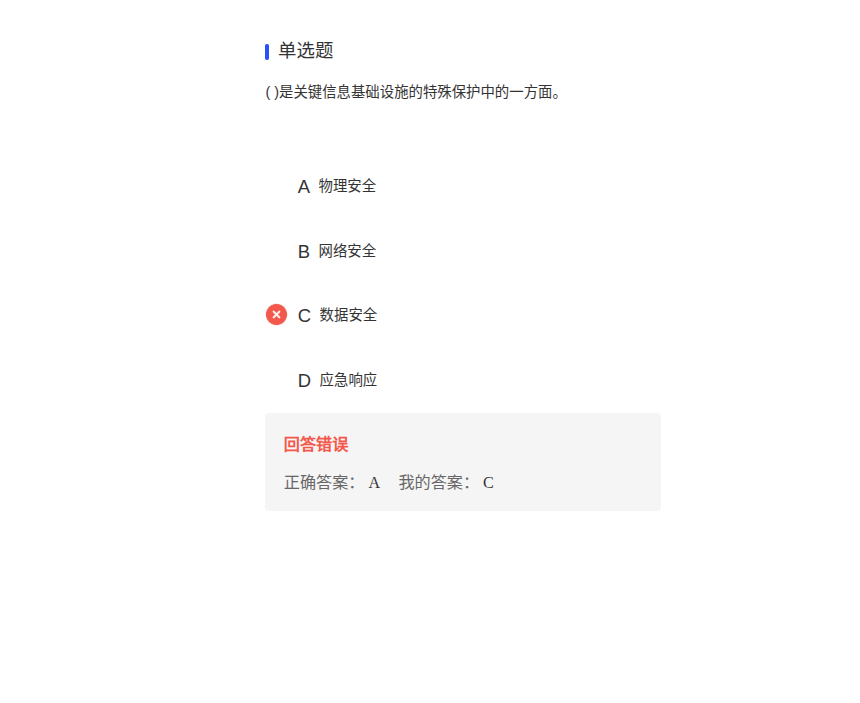 单选题
( )是关键信息基础设施的特殊保护中的一方面。
A 物理安全
B 网络安全
C 数据安全
D 应急响应
回答错误
正确答案： A 我的答案： C